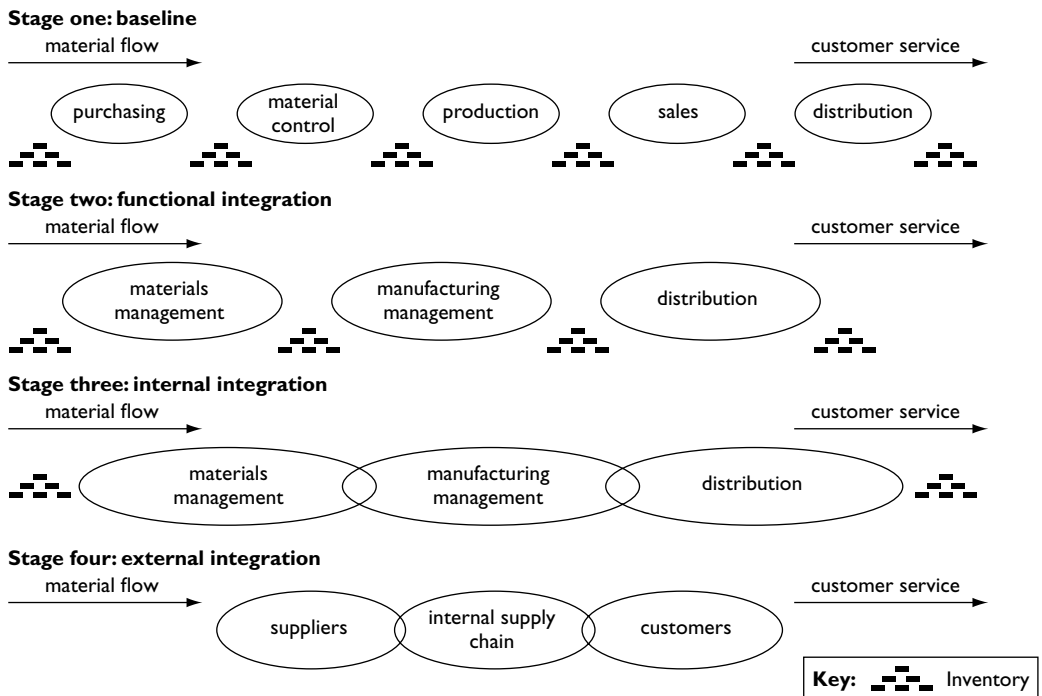 Stage one: baseline
material flow
customer service
purchasing
material
control
production
sales
distribution
Stage two: functional integration
material flow
customer service
materials
management
manufacturing
management
distribution
Stage three: internal integration
material flow
customer service
materials
management
manufacturing
management
distribution
Stage four: external integration
material flow
customer service
suppliers
internal supply
chain
customers
Key: Inventory